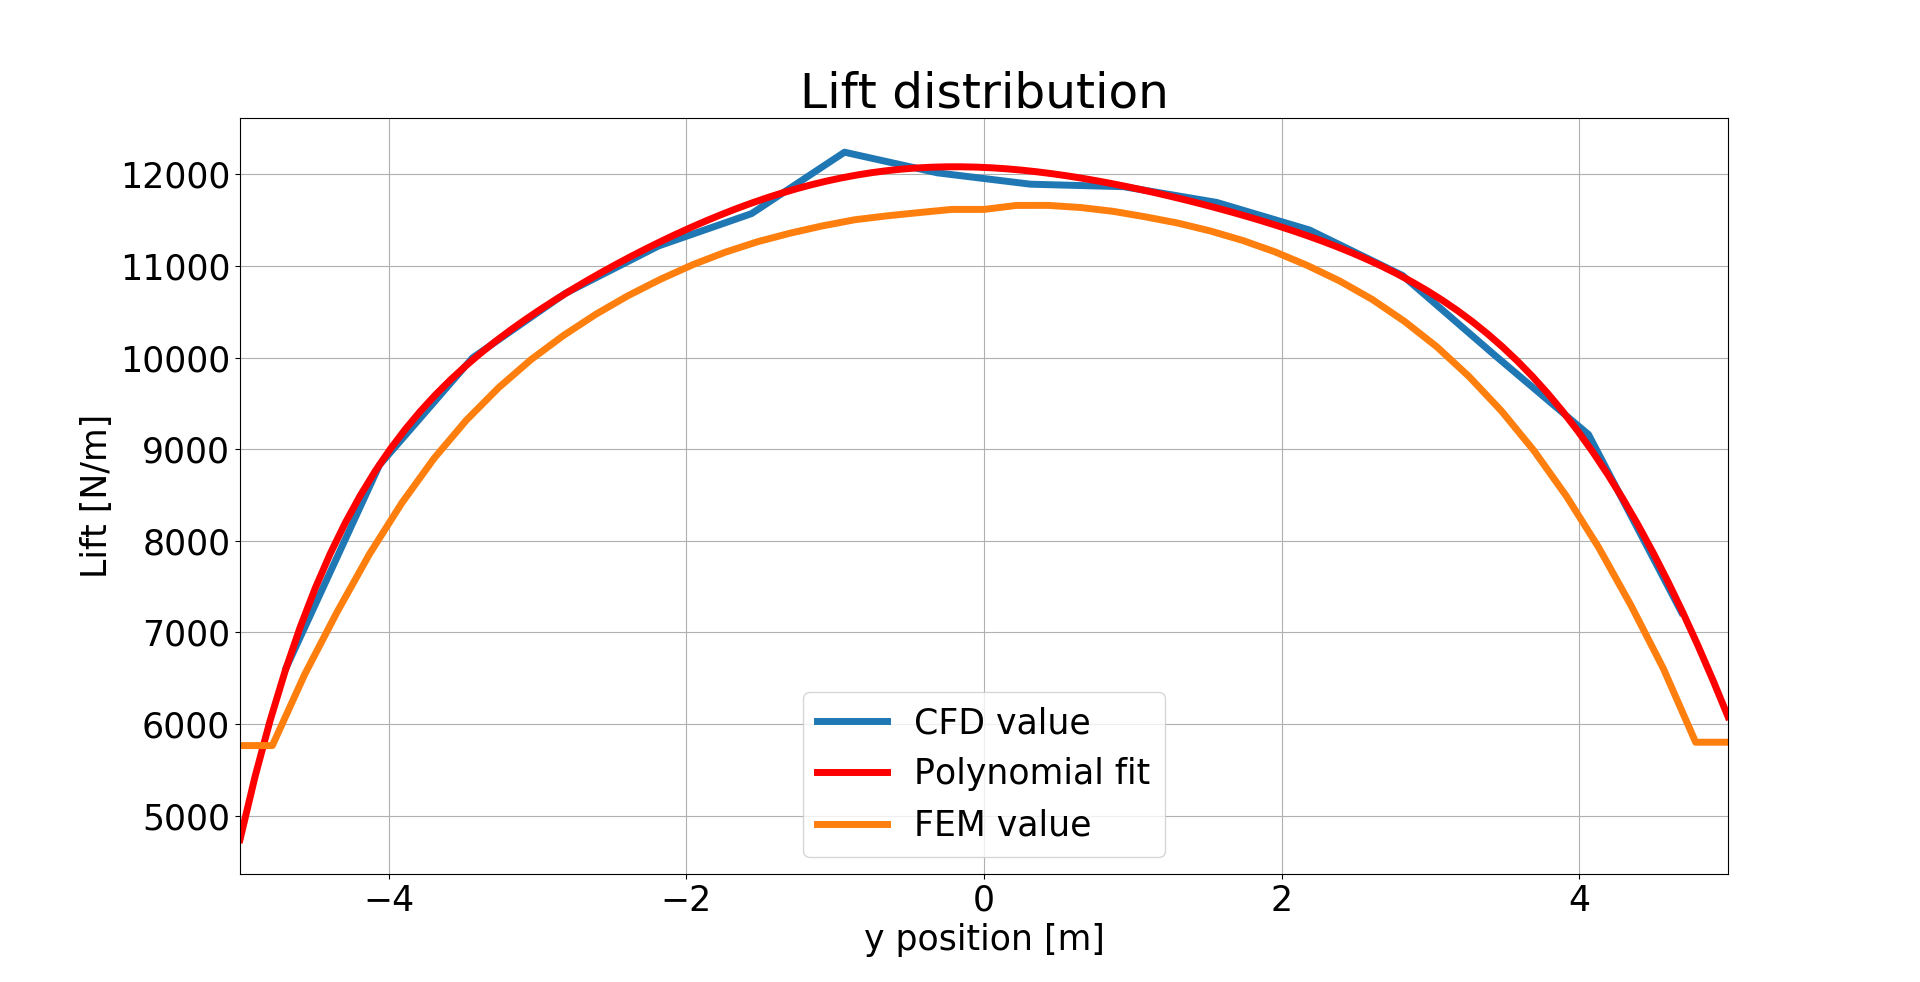 Lift distribution
12000
11000
10000
9000
8000
7000
6000
5000
Lift [N/m]
−4
−2
0
2
4
y position [m]
CFD value
Polynomial fit
FEM value